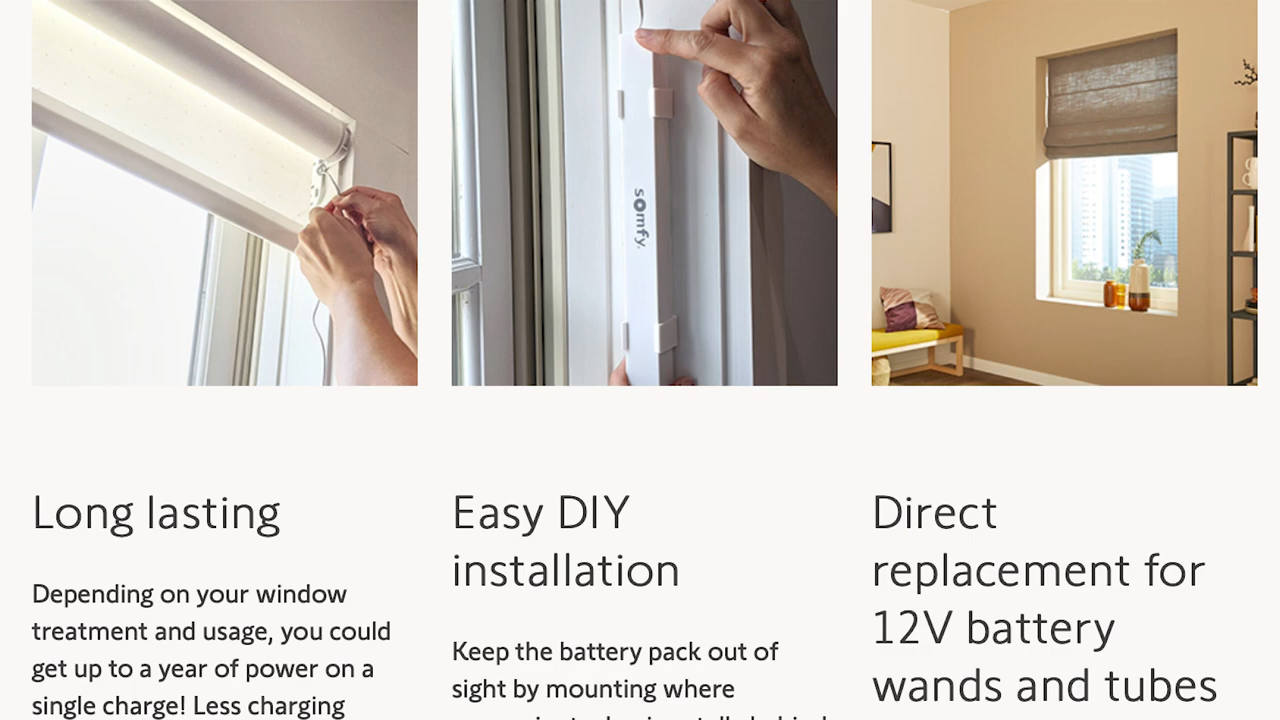 somfy.
Long lasting
Depending on your window
treatment and usage, you could
get up to a year of power on a
single charge! Less charging
Easy DIY
installation
Keep the battery pack out of
sight by mounting where
Direct
replacement for
12V battery
wands and tubes